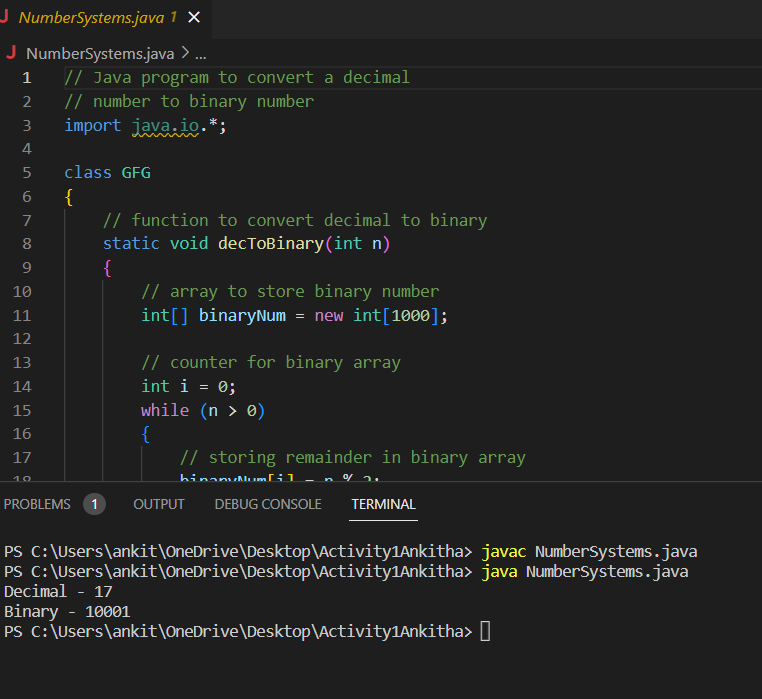 J NumberSystems.java 1 ✕
J NumberSystems.java > ...
1 // Java program to convert a decimal
2 // number to binary number
3 import java.io.*;
4
5 class GFG
6 {
7 // function to convert decimal to binary
8 static void decToBinary(int n)
9 {
10 // array to store binary number
11 int[] binaryNum = new int[1000];
12
13 // counter for binary array
14 int i = 0;
15 while (n > 0)
16 {
17 // storing remainder in binary array
18 binaryNum[i] = n % 2;
PROBLEMS 1 OUTPUT DEBUG CONSOLE TERMINAL
PS C:\Users\ankit\OneDrive\Desktop\Activity1Ankitha> javac NumberSystems.java
PS C:\Users\ankit\OneDrive\Desktop\Activity1Ankitha> java NumberSystems.java
Decimal - 17
Binary - 10001
PS C:\Users\ankit\OneDrive\Desktop\Activity1Ankitha>